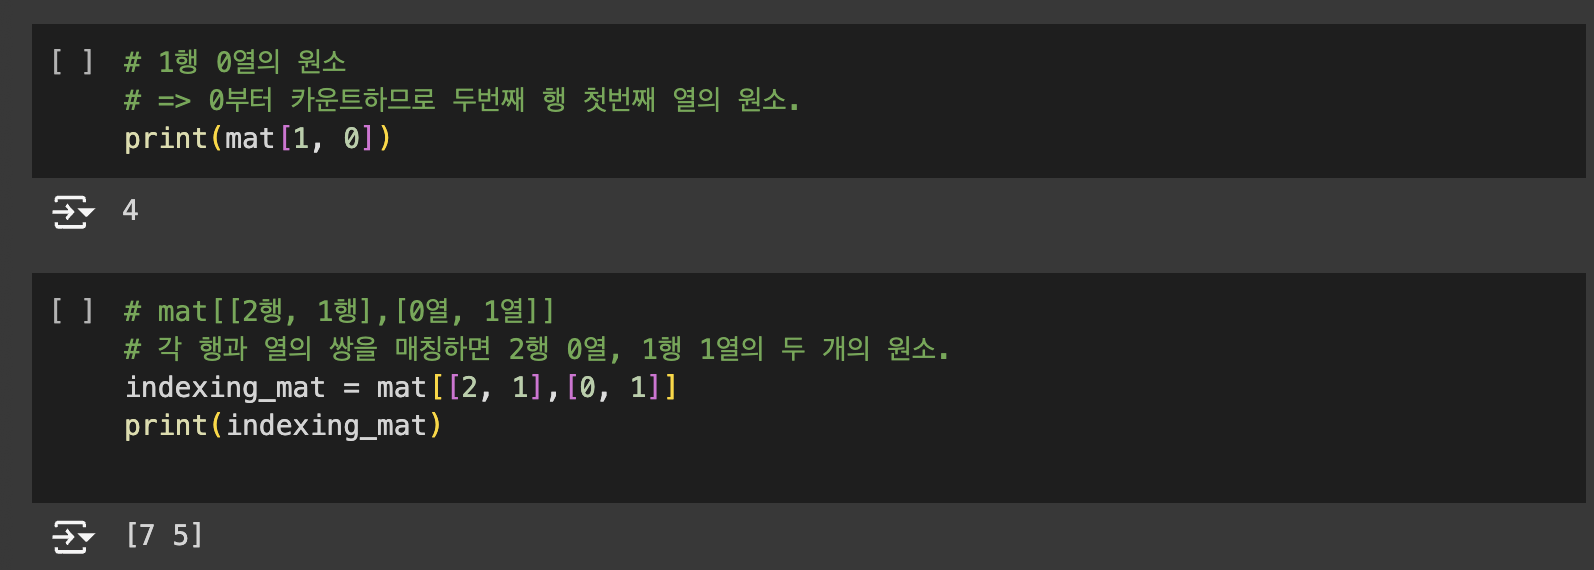 [ ] # 1행 0열의 원소
# => 0부터 카운트하므로 두번째 행 첫번째 열의 원소.
print(mat[1, 0])
4
[ ] # mat[[2행, 1행],[0열, 1열]]
# 각 행과 열의 쌍을 매칭하면 2행 0열, 1행 1열의 두 개의 원소.
indexing_mat = mat[[2, 1],[0, 1]]
print(indexing_mat)
[7 5]